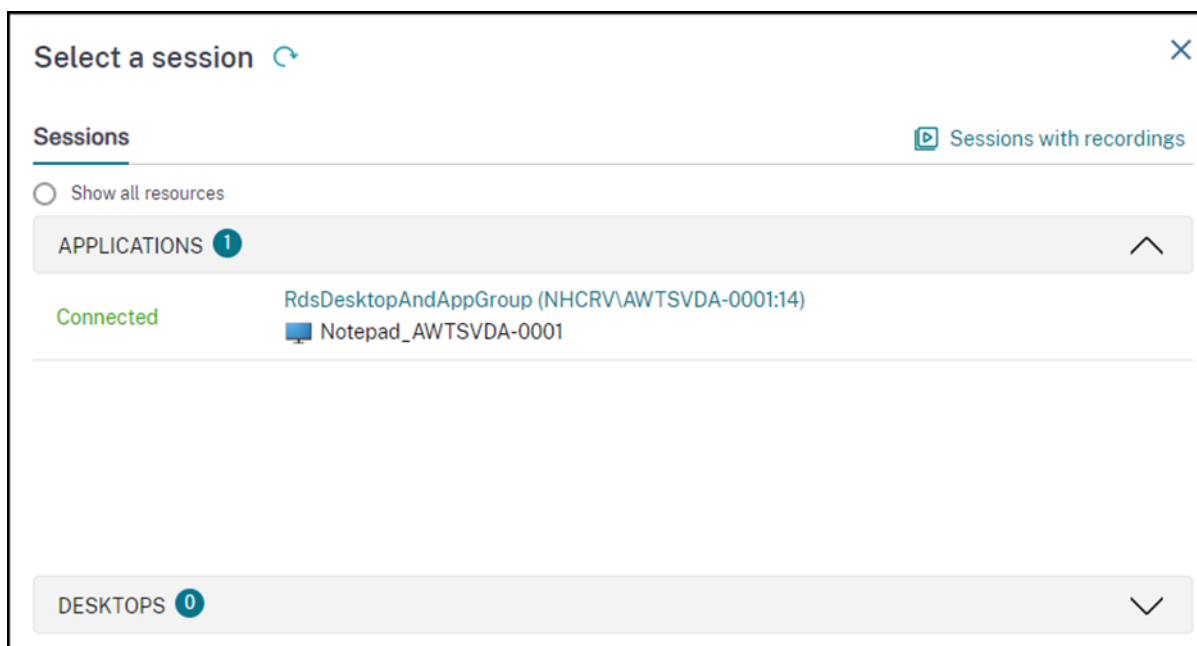 Select a session
Sessions
Sessions with recordings
Show all resources
APPLICATIONS 1
RdsDesktopAndAppGroup (NHCRV\AWTSVDA-0001:14)
Connected
Notepad_AWTSVDA-0001
DESKTOPS 0